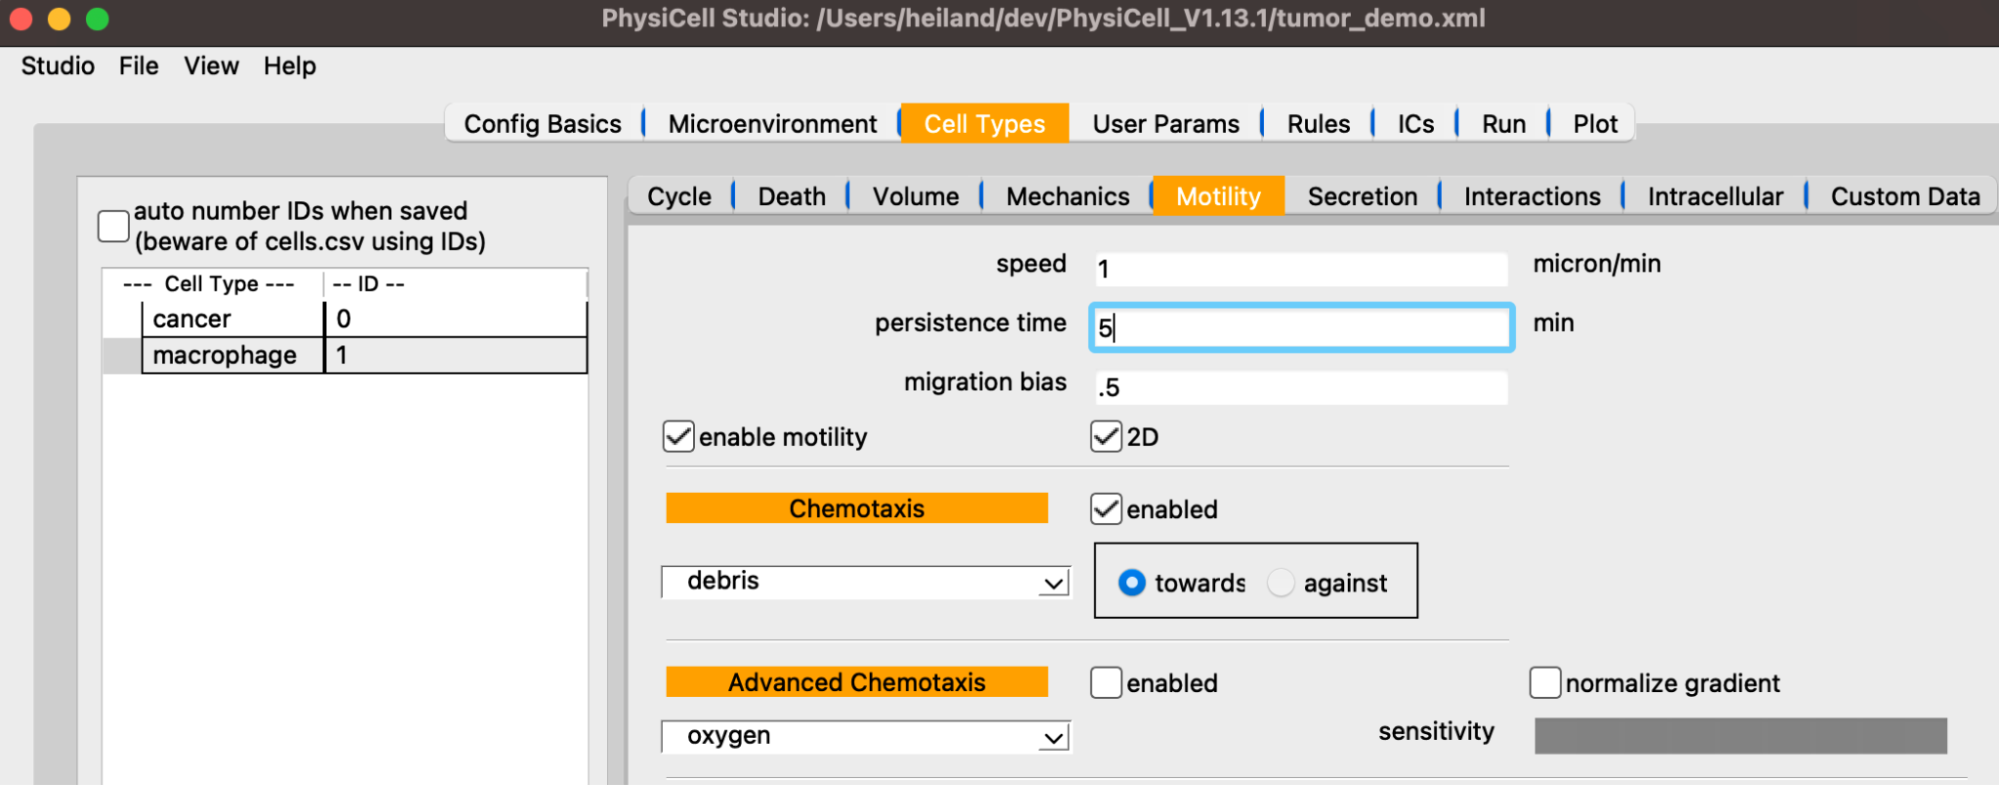 PhysiCell Studio: /Users/heiland/dev/PhysiCell_V1.13.1/tumor_demo.xml
Studio File View Help
Config Basics Microenvironment Cell Types User Params Rules ICs Run Plot
auto number IDs when saved
(beware of cells.csv using IDs)
--- Cell Type --- -- ID --
cancer 0
macrophage 1
Cycle Death Volume Mechanics Motility Secretion Interactions Intracellular Custom Data
speed 1 micron/min
persistence time 5 min
migration bias .5
enable motility 2D
Chemotaxis enabled
debris towards against
Advanced Chemotaxis enabled normalize gradient
oxygen sensitivity